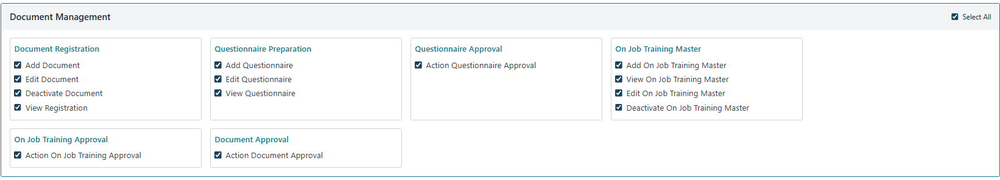 Document Management
Select All
Document Registration
Add Document
Edit Document
Deactivate Document
View Registration
Questionnaire Preparation
Add Questionnaire
Edit Questionnaire
View Questionnaire
Questionnaire Approval
Action Questionnaire Approval
On Job Training Master
Add On Job Training Master
View On Job Training Master
Edit On Job Training Master
Deactivate On Job Training Master
On Job Training Approval
Action On Job Training Approval
Document Approval
Action Document Approval